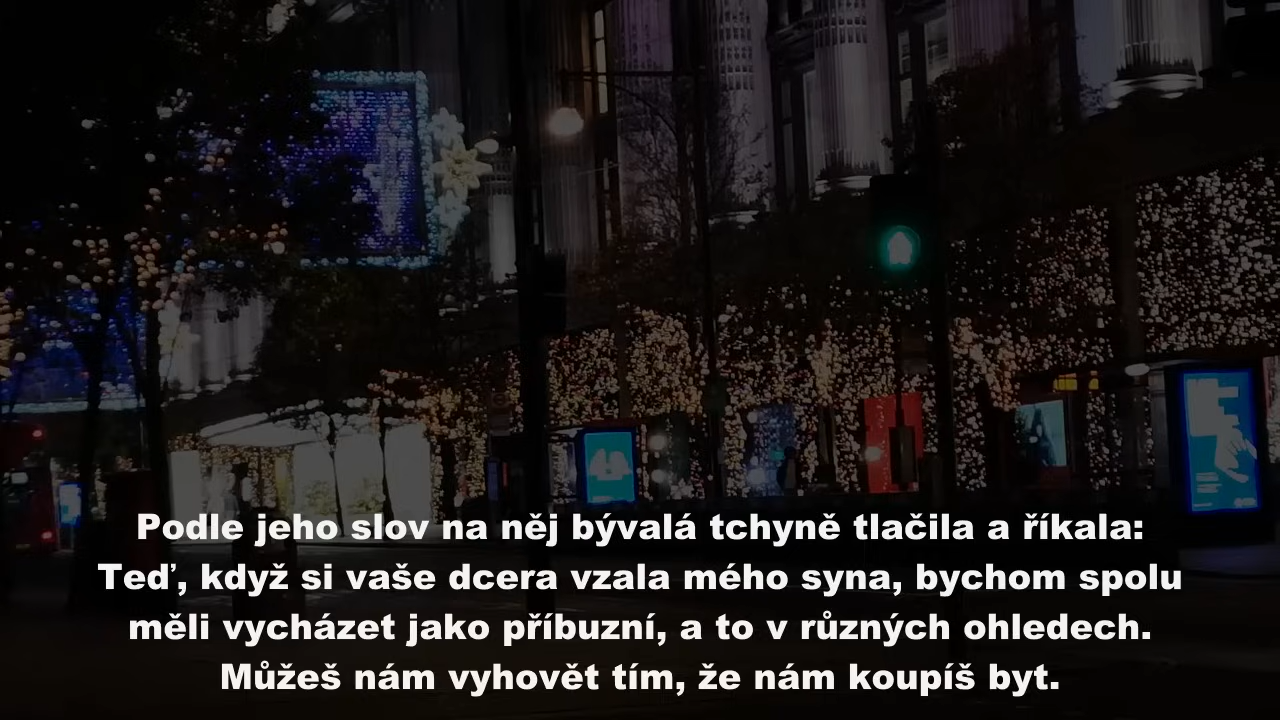 Podle jeho slov na něj bývalá tchyně tlačila a říkala:
Teď, když si vaše dcera vzala mého syna, bychom spolu
měli vycházet jako příbuzní, a to v různých ohledech.
Můžeš nám vyhovět tím, že nám koupíš byt.